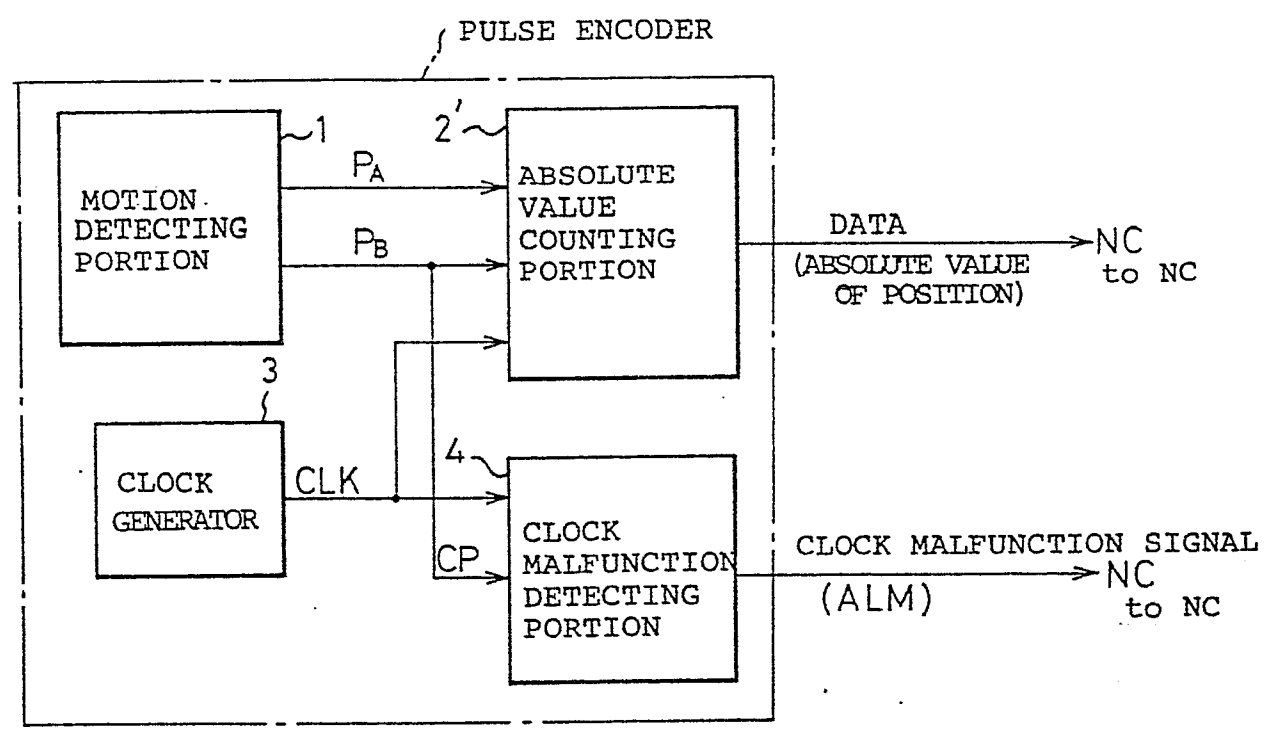 PULSE ENCODER
1
MOTION
DETECTING
PORTION
PA
PB
2'
ABSOLUTE
VALUE
COUNTING
PORTION
DATA
(ABSOLUTE VALUE
OF POSITION)
NC
to NC
3
CLOCK
GENERATOR
CLK
CP
4
CLOCK
MALFUNCTION
DETECTING
PORTION
CLOCK MALFUNCTION SIGNAL
(ALM)
NC
to NC